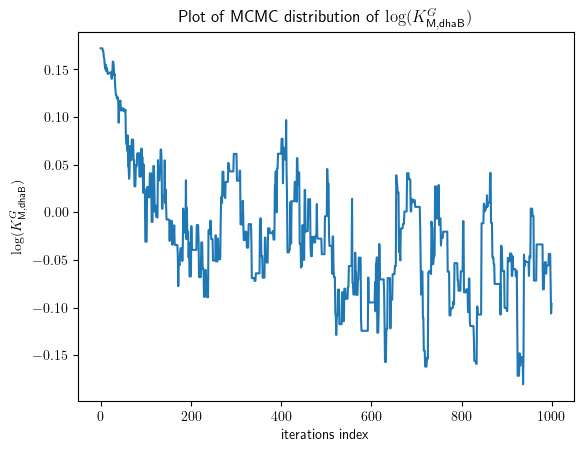 Plot of MCMC distribution of log(K^G_M,dhaB)
log(K^G_M,dhaB)
0.15
0.10
0.05
0.00
−0.05
−0.10
−0.15
0 200 400 600 800 1000
iterations index